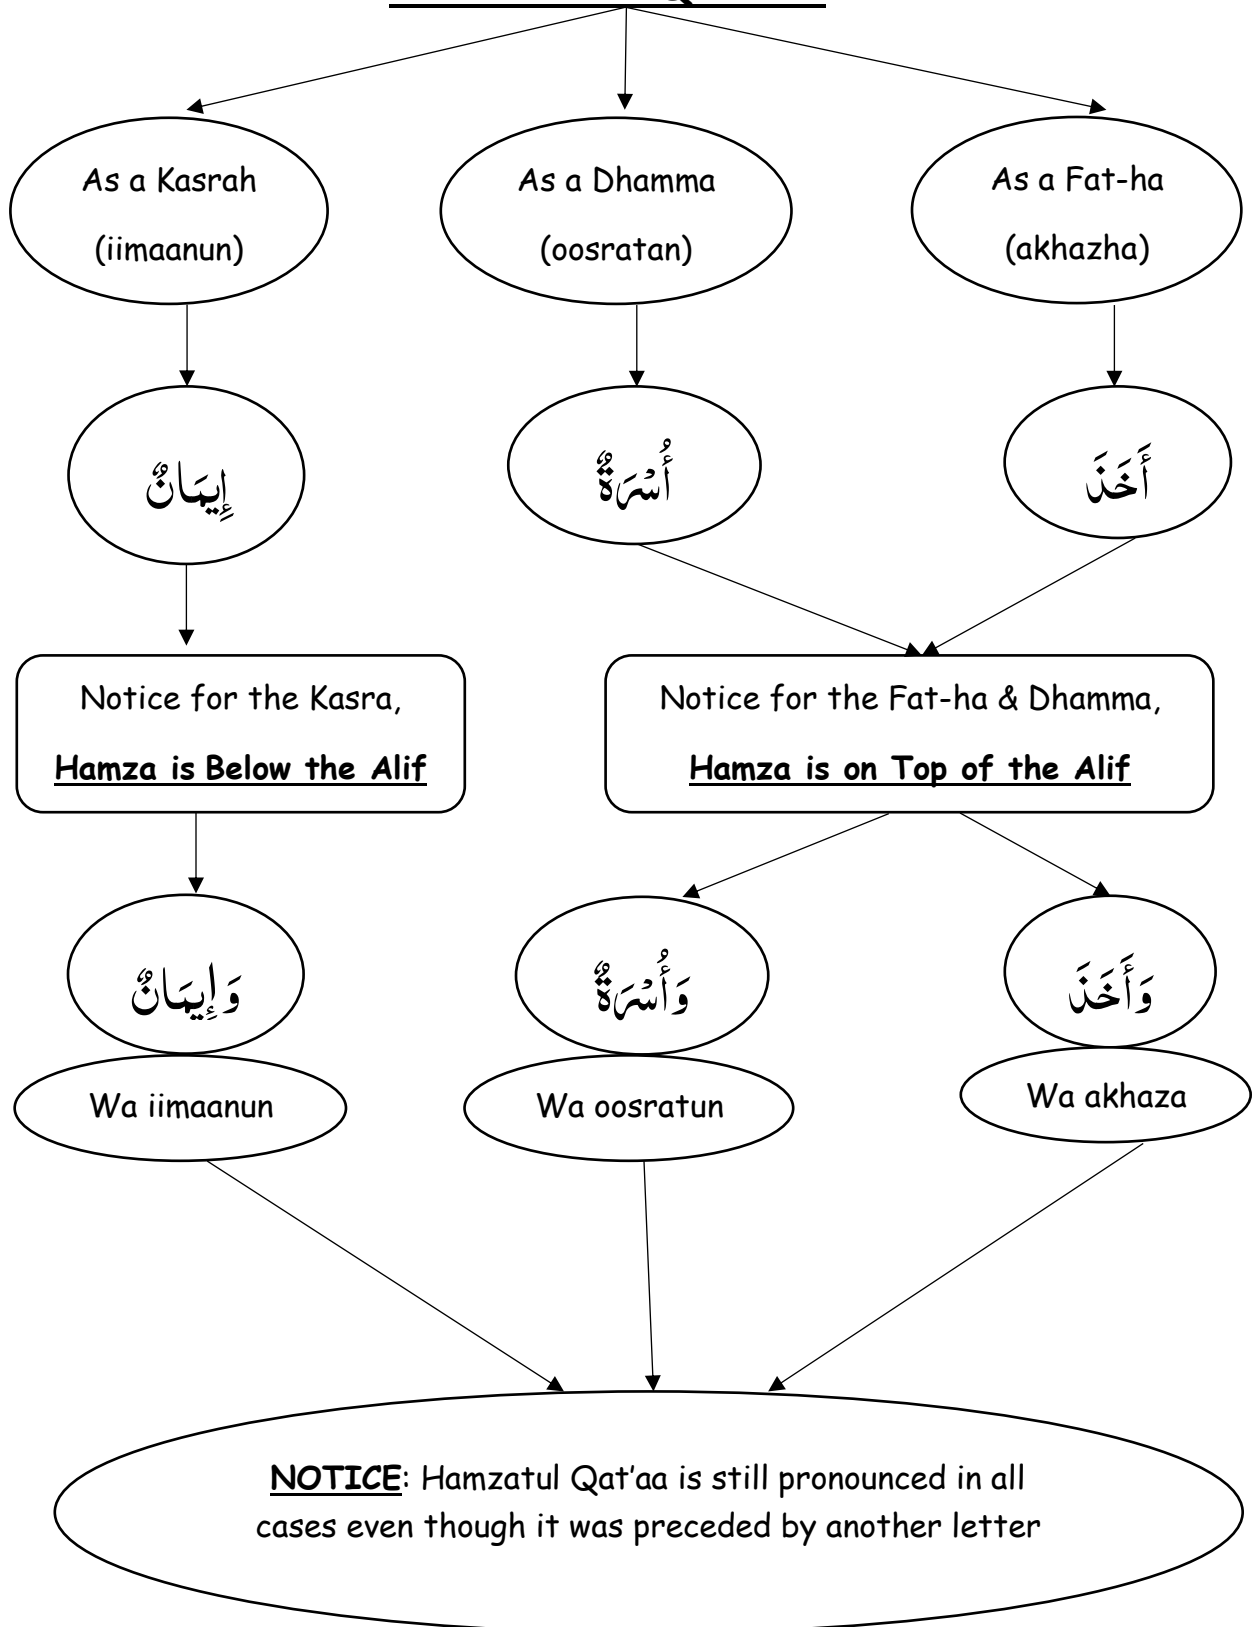 As a Kasrah
(iimaanun)
As a Dhamma
(oosratan)
As a Fat-ha
(akhazha)
إِيمَانٌ
أُسْرَةٌ
أَخَذَ
Notice for the Kasra,
Hamza is Below the Alif
Notice for the Fat-ha & Dhamma,
Hamza is on Top of the Alif
وَإِيمَانٌ
وَأُسْرَةٌ
وَأَخَذَ
Wa iimaanun
Wa oosratun
Wa akhaza
NOTICE: Hamzatul Qat’aa is still pronounced in all
cases even though it was preceded by another letter